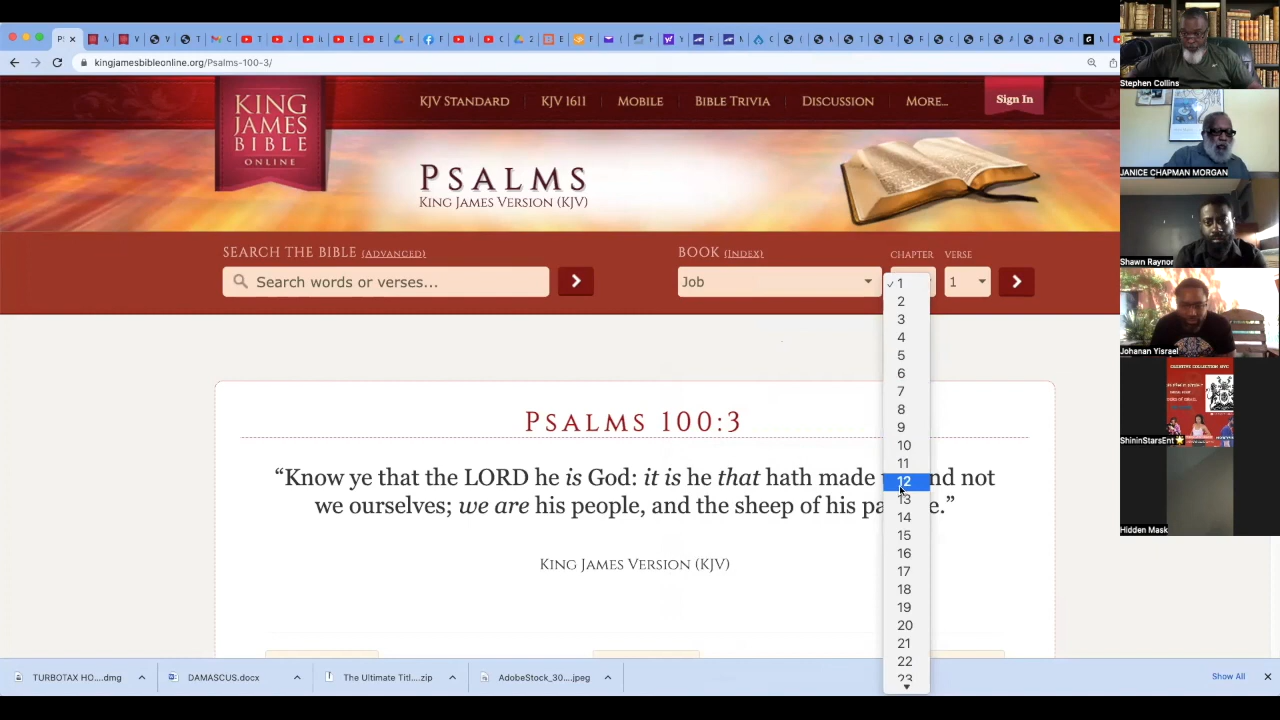 kingjamesbibleonline.org/Psalms-100-3/
KING
JAMES
BIBLE
ONLINE
KJV STANDARD
KJV 1611
MOBILE
BIBLE TRIVIA
DISCUSSION
MORE...
Sign In
PSALMS
KING JAMES VERSION (KJV)
SEARCH THE BIBLE (ADVANCED)
Search words or verses...
BOOK (INDEX)
Job
CHAPTER
VERSE
1
✓ 1
2
3
4
5
6
7
8
9
10
11
12
13
14
15
16
17
18
19
20
21
22
23
PSALMS 100:3
“Know ye that the LORD he is God: it is he that hath made nd not
we ourselves; we are his people, and the sheep of his pa e.”
KING JAMES VERSION (KJV)
TURBOTAX HO....dmg
DAMASCUS.docx
The Ultimate Titl....zip
AdobeStock_30....jpeg
Show All
Stephen Collins
JANICE CHAPMAN MORGAN
Shawn Raynor
Johanan Yisrael
ShininStarsEnt🌟
Hidden Mask